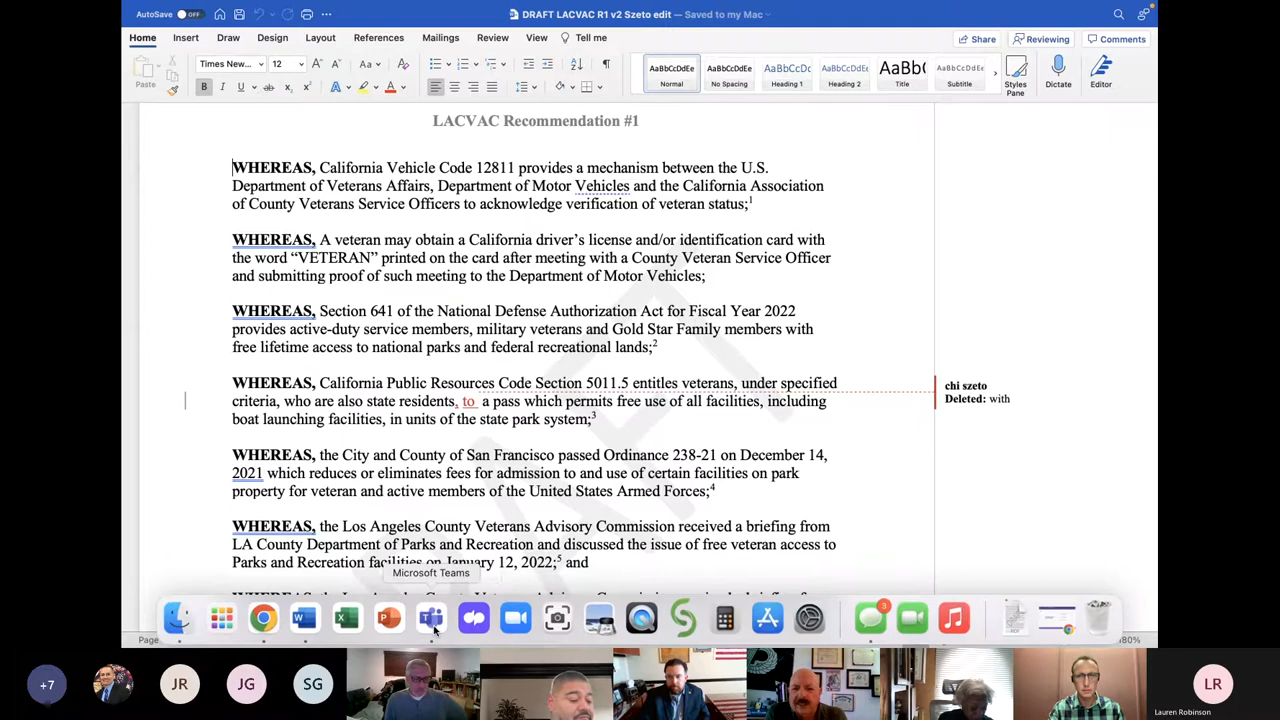 AutoSave OFF
DRAFT LACVAC R1 v2 Szeto edit — Saved to my Mac
Home Insert Draw Design Layout References Mailings Review View Tell me
Share Reviewing Comments
Times New... 12
Aa
AaBbCcDdEe AaBbCcDdEe AaBbCcDc AaBbCcDdEe AaBb( AaBbCcDdEe
Paste
B I U ab x₂ x² A A
Normal No Spacing Heading 1 Heading 2 Title Subtitle
Styles Pane
Dictate
Editor
LACVAC Recommendation #1
WHEREAS, California Vehicle Code 12811 provides a mechanism between the U.S.
Department of Veterans Affairs, Department of Motor Vehicles and the California Association
of County Veterans Service Officers to acknowledge verification of veteran status;1
WHEREAS, A veteran may obtain a California driver’s license and/or identification card with
the word “VETERAN” printed on the card after meeting with a County Veteran Service Officer
and submitting proof of such meeting to the Department of Motor Vehicles;
WHEREAS, Section 641 of the National Defense Authorization Act for Fiscal Year 2022
provides active-duty service members, military veterans and Gold Star Family members with
free lifetime access to national parks and federal recreational lands;2
WHEREAS, California Public Resources Code Section 5011.5 entitles veterans, under specified
criteria, who are also state residents, to a pass which permits free use of all facilities, including
boat launching facilities, in units of the state park system;3
chi szeto
Deleted: with
WHEREAS, the City and County of San Francisco passed Ordinance 238-21 on December 14,
2021 which reduces or eliminates fees for admission to and use of certain facilities on park
property for veteran and active members of the United States Armed Forces;4
WHEREAS, the Los Angeles County Veterans Advisory Commission received a briefing from
LA County Department of Parks and Recreation and discussed the issue of free veteran access to
Parks and Recreation facilities on January 12, 2022;5 and
Microsoft Teams
3
Page
180%
+7
JR
JG
SG
LR
Lauren Robinson